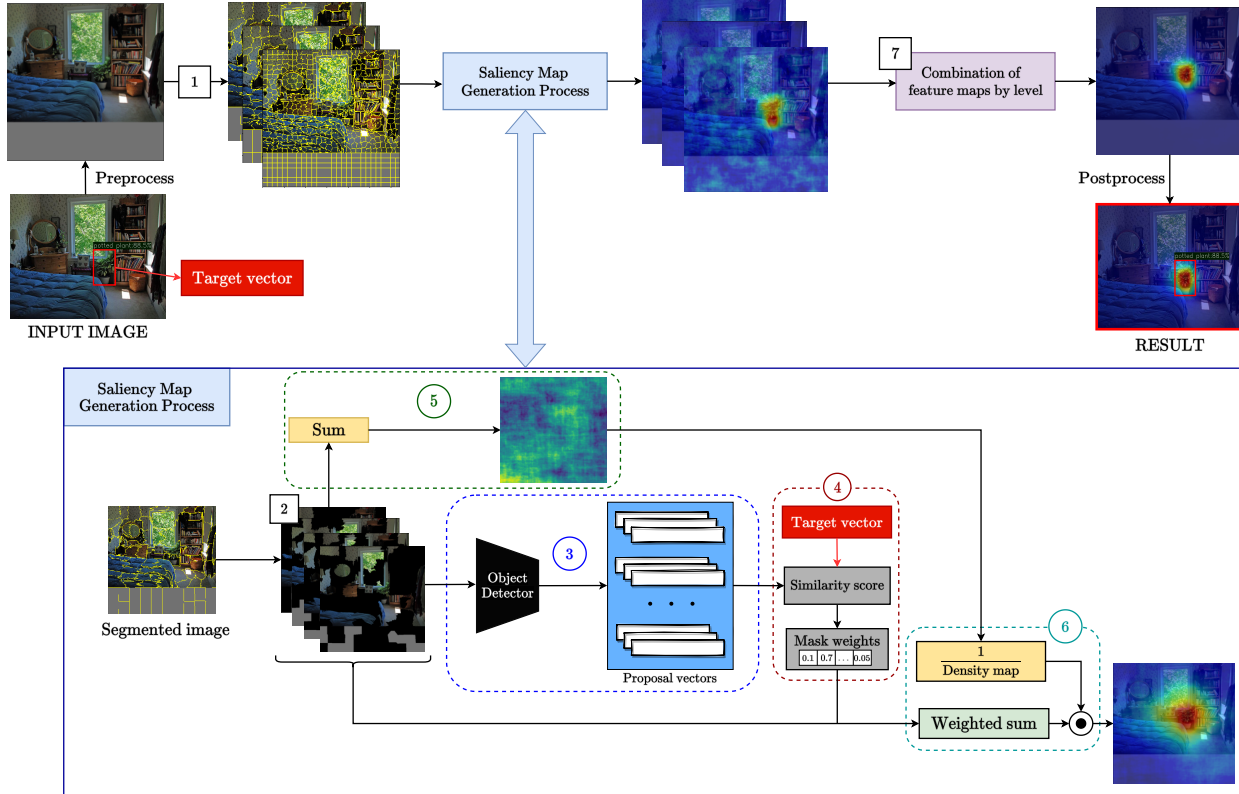 1
Saliency Map
Generation Process
7
Combination of
feature maps by level
Preprocess
Postprocess
potted plant:88.5%
Target vector
INPUT IMAGE
potted plant:88.5%
RESULT
Saliency Map
Generation Process
5
Sum
2
3
4
Target vector
Object
Detector
Similarity score
Segmented image
• • •
Mask weights
0.1 0.7 ... 0.05
Proposal vectors
6
1
Density map
Weighted sum